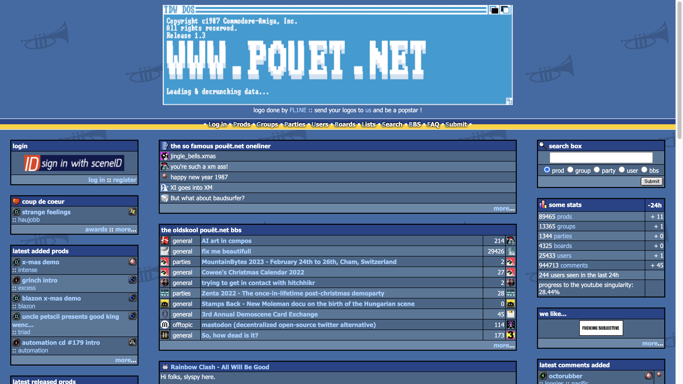 TDW DOS
Copyright c1987 Commodore-Amiga, Inc.
All rights reserved.
Release 1.3
WWW.POUET.NET
Loading & decrunching data...
logo done by FLINE :: send your logos to us and be a popstar !
Log in
Prods
Groups
Parties
Users
Boards
Lists
Search
BBS
FAQ
Submit
login
ID sign in with sceneID
log in :: register
coup de coeur
strange feelings
:: haujobb
awards :: more...
latest added prods
x-mas demo
:: intense
grinch intro
:: excess
blazon x-mas demo
:: blazon
uncle petscii presents good king
wenc...
:: triad
automation cd #179 intro
:: automation
more...
latest released prods
the so famous pouët.net oneliner
jingle_bells.xmas
you're such a xm ass!
happy new year 1987
XI goes into XM
But what about baudsurfer?
more...
the oldskool pouët.net bbs
general AI art in compos 214
general fix me beautifull 29426
parties MountainBytes 2023 - February 24th to 26th, Cham, Switzerland 2
general Cowee's Christmas Calendar 2022 27
general trying to get in contact with hitchhikr 2
parties Zenta 2022 - The once-in-lifetime post-christmas demoparty 28
general Stamps Back - New Moleman docu on the birth of the Hungarian scene 0
general 3rd Annual Demoscene Card Exchange 45
offtopic mastodon (decentralized open-source twitter alternative) 114
general So, how dead is it? 173
more...
Rainbow Clash - All Will Be Good
Hi folks, slyspy here.
search box
prod group party user bbs
Submit
some stats -24h
89465 prods + 11
13365 groups + 1
1344 parties + 0
4325 boards + 0
25433 users + 1
944713 comments + 45
244 users seen in the last 24h
progress to the youtube singularity:
28.44%
we like...
FUCKING SUBJECTIVE
more...
latest comments added
octorubber